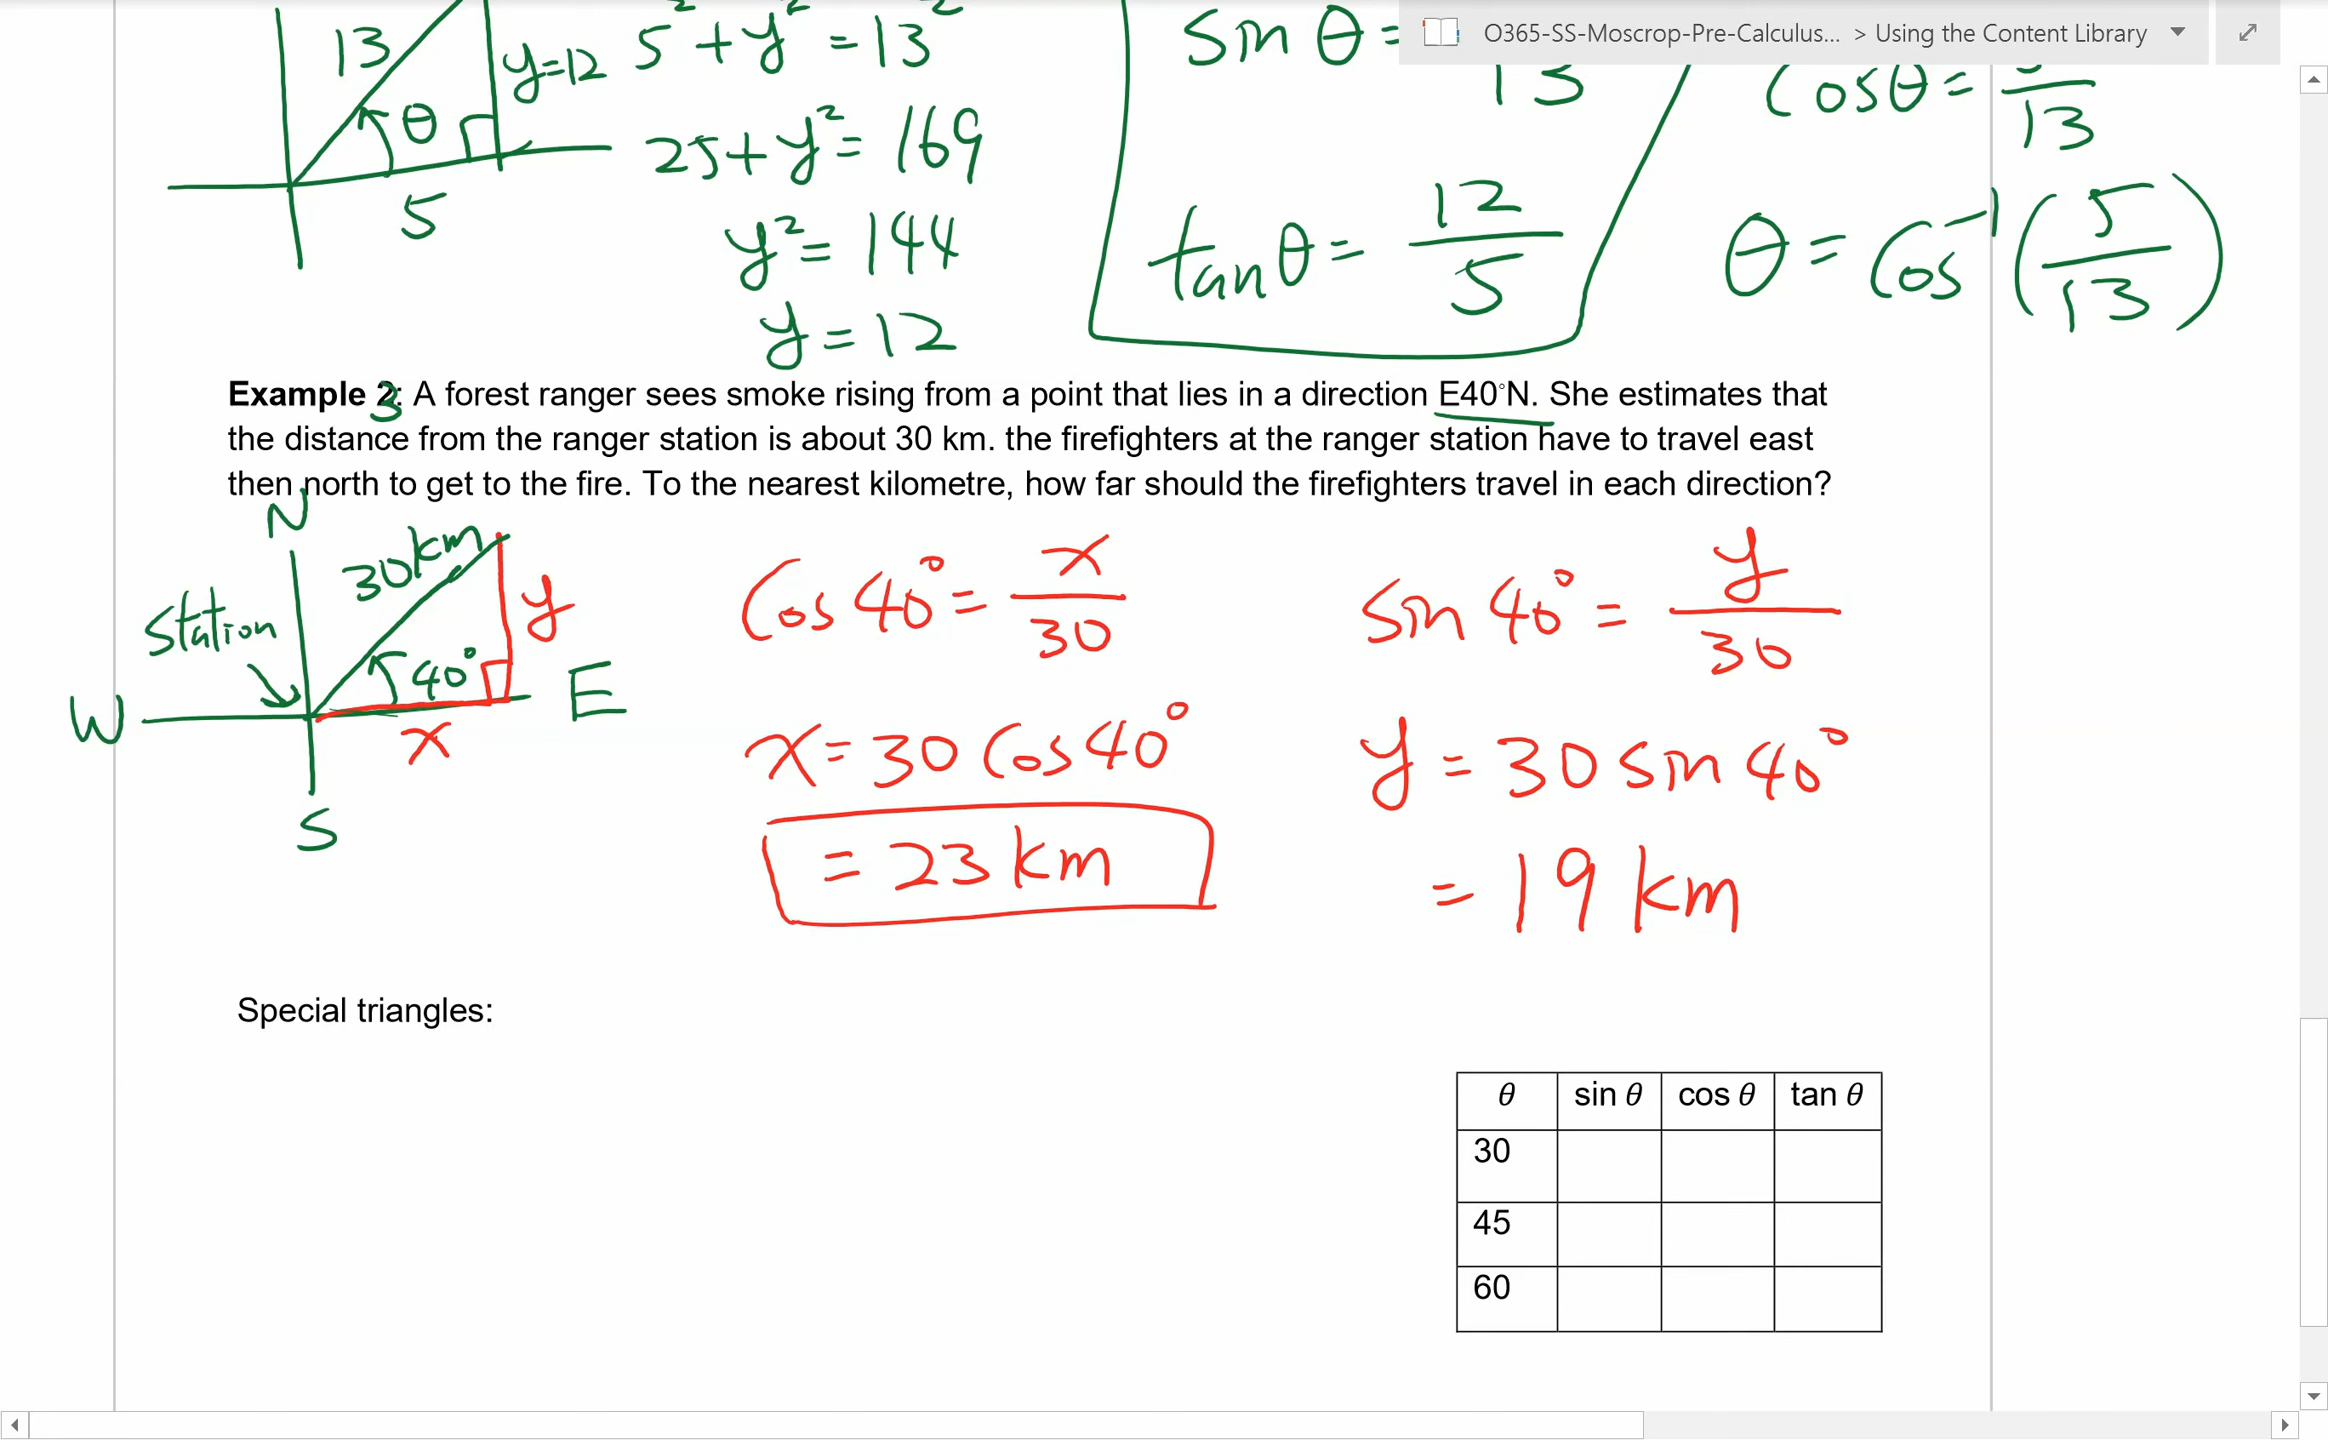 O365-SS-Moscrop-Pre-Calculus... > Using the Content Library
13
y=12
θ
5
5² + y² = 13²
25 + y² = 169
y² = 144
y = 12
sin θ =
13
tan θ = 12/5
cos θ =
13
θ = cos⁻¹(5/13)
Example 3: A forest ranger sees smoke rising from a point that lies in a direction E40°N. She estimates that
the distance from the ranger station is about 30 km. the firefighters at the ranger station have to travel east
then north to get to the fire. To the nearest kilometre, how far should the firefighters travel in each direction?
N
30km
y
Station
40°
E
W
x
S
Cos 40° = x/30
x = 30 Cos 40°
= 23 km
sin 40° = y/30
y = 30 sin 40°
= 19 km
Special triangles:
θ sin θ cos θ tan θ
30
45
60